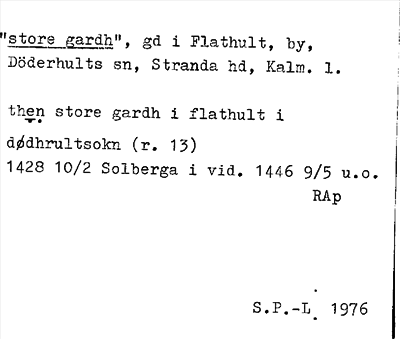 "store gardh", gd i Flathult, by,
Döderhults sn, Stranda hd, Kalm. l.
then store gardh i flathult i
dødhrultsokn (r. 13)
1428 10/2 Solberga i vid. 1446 9/5 u.o.
RAp
S.P.-L. 1976